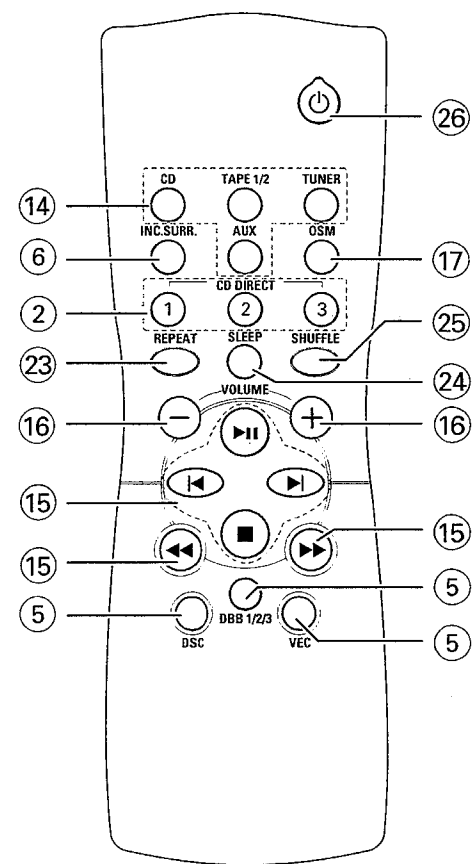 26
CD TAPE 1/2 TUNER
14
INC.SURR. AUX OSM
6 17
CD DIRECT
2 1 2 3
25
REPEAT SLEEP SHUFFLE
23
24
VOLUME
16 − + 16
15
15
15
5
5 DBB 1/2/3 5
DSC VEC